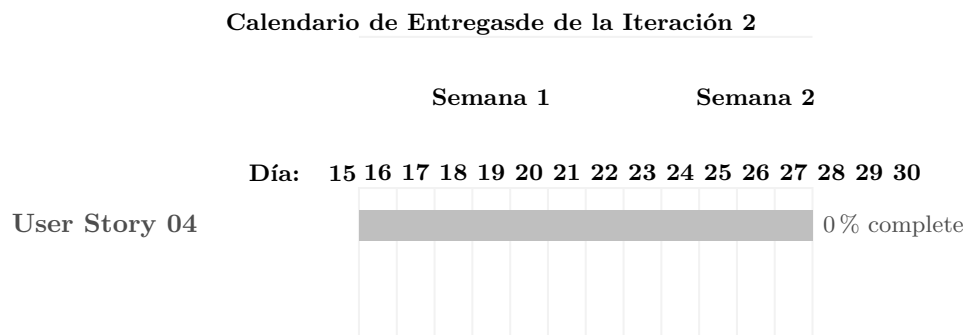 Calendario de Entregasde de la Iteración 2
Semana 1 Semana 2
Día: 15 16 17 18 19 20 21 22 23 24 25 26 27 28 29 30
User Story 04 0 % complete